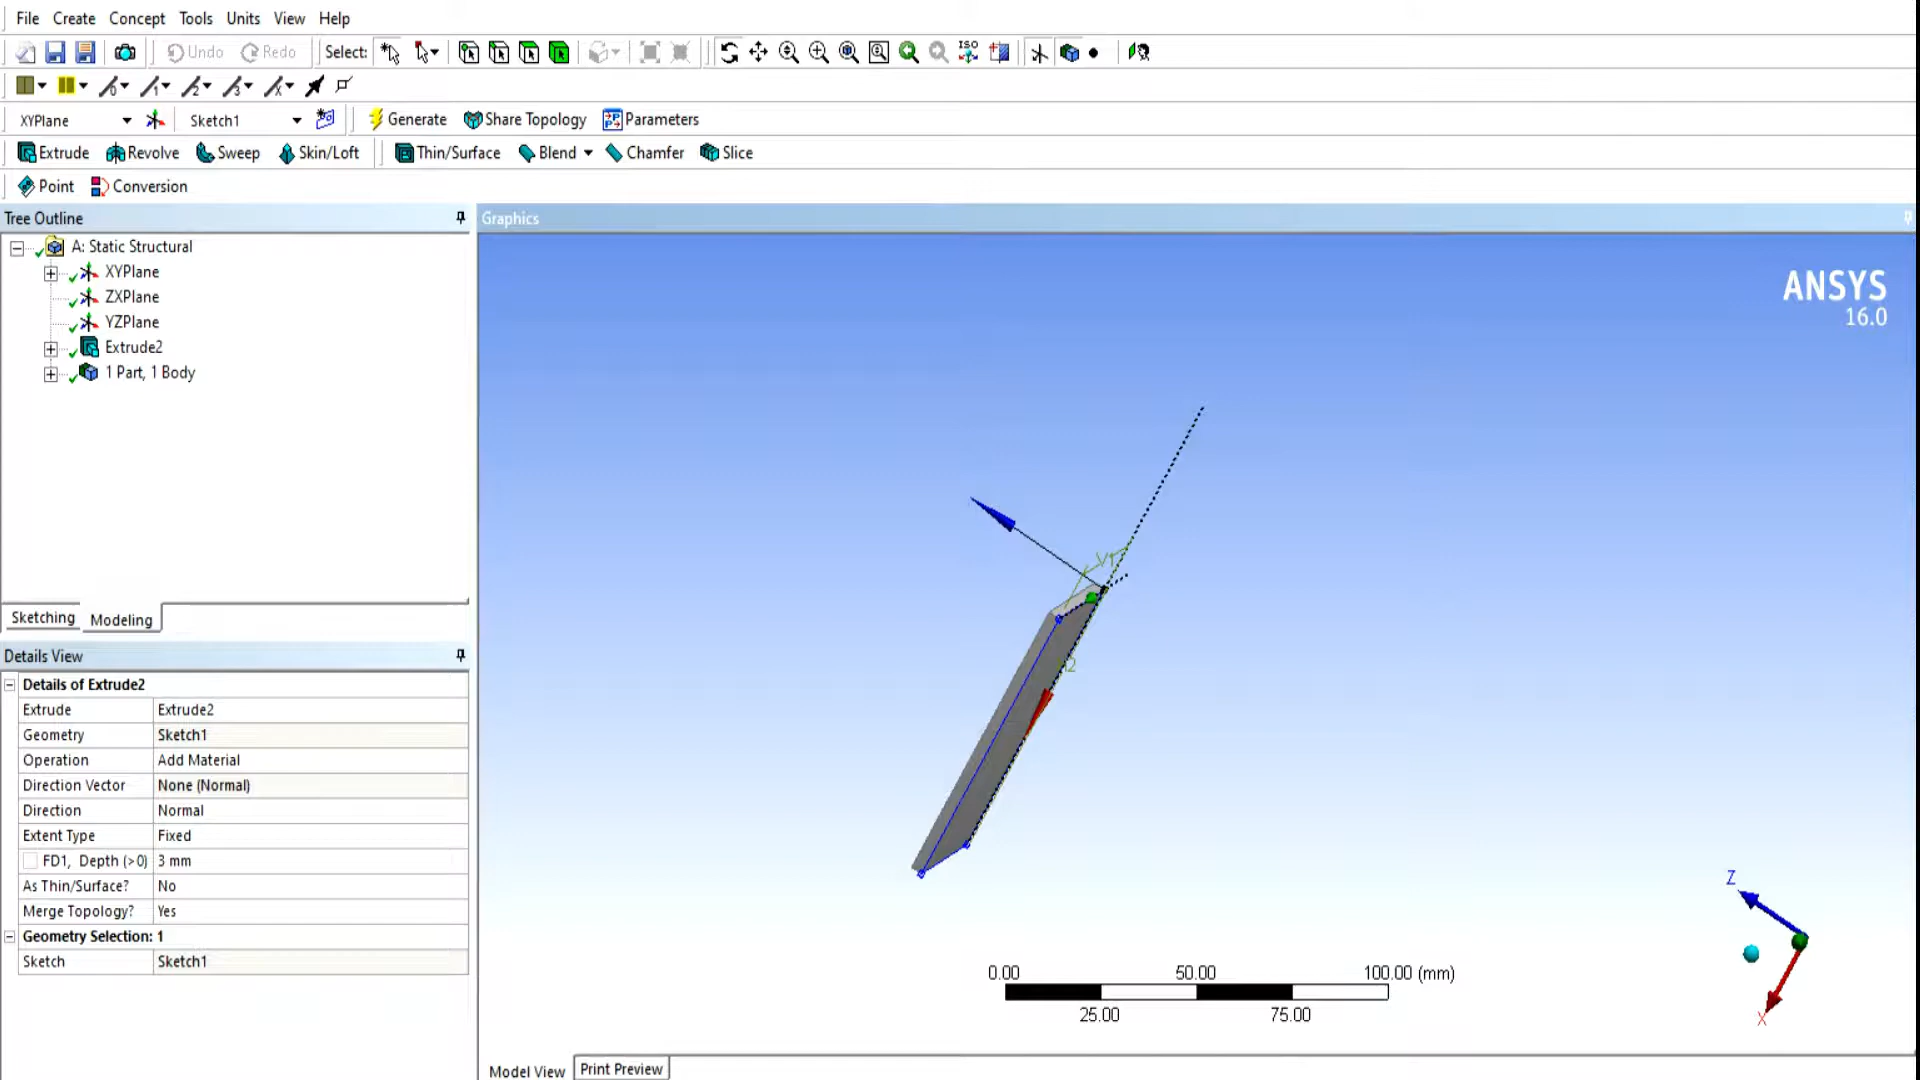 File Create Concept Tools Units View Help
Undo Redo Select: ISO
XYPlane Sketch1 Generate Share Topology Parameters
Extrude Revolve Sweep Skin/Loft Thin/Surface Blend Chamfer Slice
Point Conversion
Tree Outline
A: Static Structural
XYPlane
ZXPlane
YZPlane
Extrude2
1 Part, 1 Body
Sketching Modeling
Details View
Details of Extrude2
Extrude Extrude2
Geometry Sketch1
Operation Add Material
Direction Vector None (Normal)
Direction Normal
Extent Type Fixed
FD1, Depth (>0) 3 mm
As Thin/Surface? No
Merge Topology? Yes
Geometry Selection: 1
Sketch Sketch1
Graphics
ANSYS
16.0
V1
Z
X
0.00 50.00 100.00 (mm)
25.00 75.00
Model View Print Preview